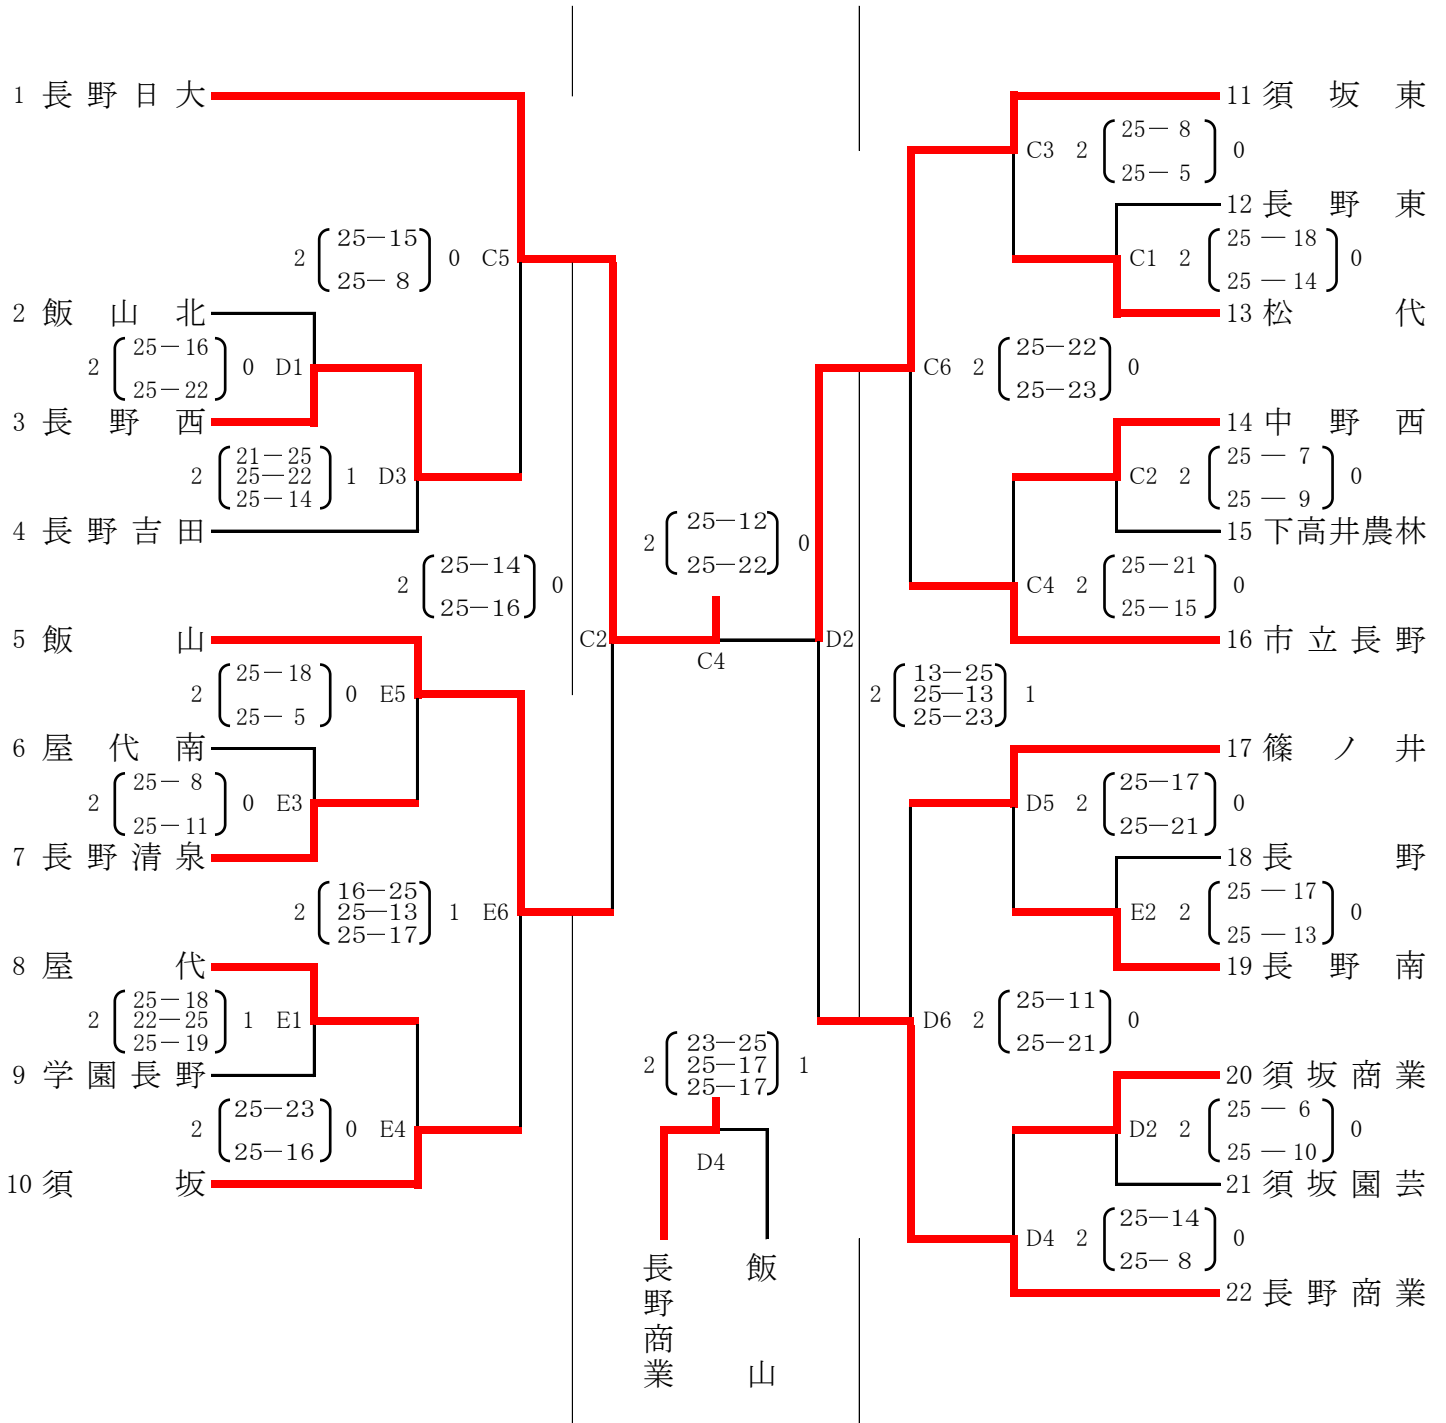 1 長野日大
2 ( 25－15 25－8 ) 0 C5
2 飯山北
2 ( 25－16 25－22 ) 0 D1
3 長野西
2 ( 21－25 25－22 25－14 ) 1 D3
4 長野吉田
2 ( 25－14 25－16 ) 0
C2
5 飯山
2 ( 25－18 25－5 ) 0 E5
6 屋代南
2 ( 25－8 25－11 ) 0 E3
7 長野清泉
2 ( 16－25 25－13 25－17 ) 1 E6
8 屋代
2 ( 25－18 22－25 25－19 ) 1 E1
9 学園長野
2 ( 25－23 25－16 ) 0 E4
10 須坂
2 ( 25－12 25－22 ) 0
C4
2 ( 23－25 25－17 25－17 ) 1
D4
長野商業
飯山
11 須坂東
C3 2 ( 25－8 25－5 ) 0
12 長野東
C1 2 ( 25－18 25－14 ) 0
13 松代
C6 2 ( 25－22 25－23 ) 0
14 中野西
C2 2 ( 25－7 25－9 ) 0
15 下高井農林
C4 2 ( 25－21 25－15 ) 0
16 市立長野
D2
2 ( 13－25 25－13 25－23 ) 1
17 篠ノ井
D5 2 ( 25－17 25－21 ) 0
18 長野
E2 2 ( 25－17 25－13 ) 0
19 長野南
D6 2 ( 25－11 25－21 ) 0
20 須坂商業
D2 2 ( 25－6 25－10 ) 0
21 須坂園芸
D4 2 ( 25－14 25－8 ) 0
22 長野商業